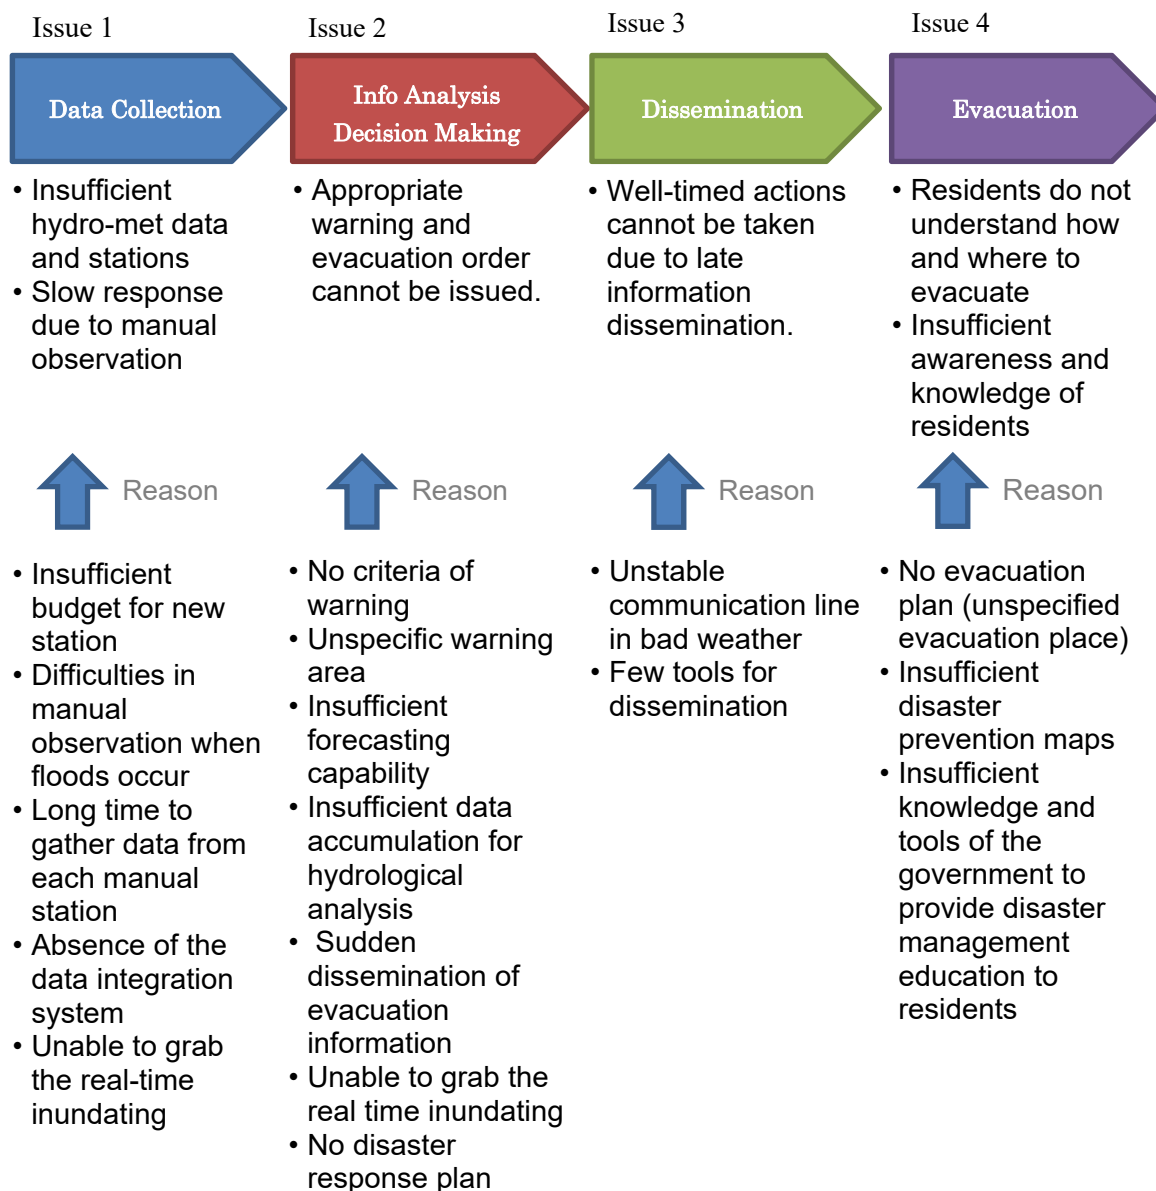 Issue 1
Data Collection
• Insufficient
hydro-met data
and stations
• Slow response
due to manual
observation
Reason
• Insufficient
budget for new
station
• Difficulties in
manual
observation when
floods occur
• Long time to
gather data from
each manual
station
• Absence of the
data integration
system
• Unable to grab
the real-time
inundating
Issue 2
Info Analysis
Decision Making
• Appropriate
warning and
evacuation order
cannot be issued.
Reason
• No criteria of
warning
• Unspecific warning
area
• Insufficient
forecasting
capability
• Insufficient data
accumulation for
hydrological
analysis
• Sudden
dissemination of
evacuation
information
• Unable to grab the
real time inundating
• No disaster
response plan
Issue 3
Dissemination
• Well-timed actions
cannot be taken
due to late
information
dissemination.
Reason
• Unstable
communication line
in bad weather
• Few tools for
dissemination
Issue 4
Evacuation
• Residents do not
understand how
and where to
evacuate
• Insufficient
awareness and
knowledge of
residents
Reason
• No evacuation
plan (unspecified
evacuation place)
• Insufficient
disaster
prevention maps
• Insufficient
knowledge and
tools of the
government to
provide disaster
management
education to
residents